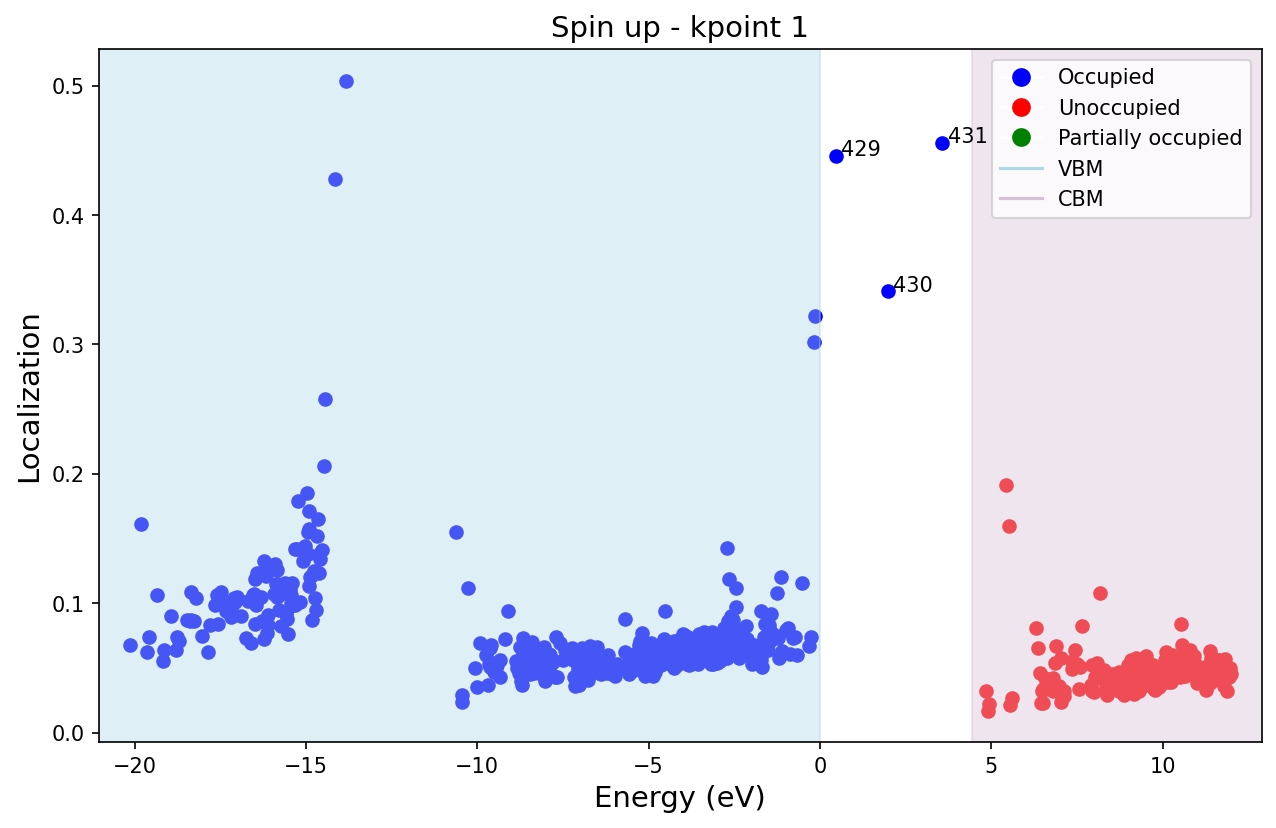 Spin up - kpoint 1
Localization
0.5
0.4
0.3
0.2
0.1
0.0
429
431
430
Occupied
Unoccupied
Partially occupied
VBM
CBM
−20
−15
−10
−5
0
5
10
Energy (eV)